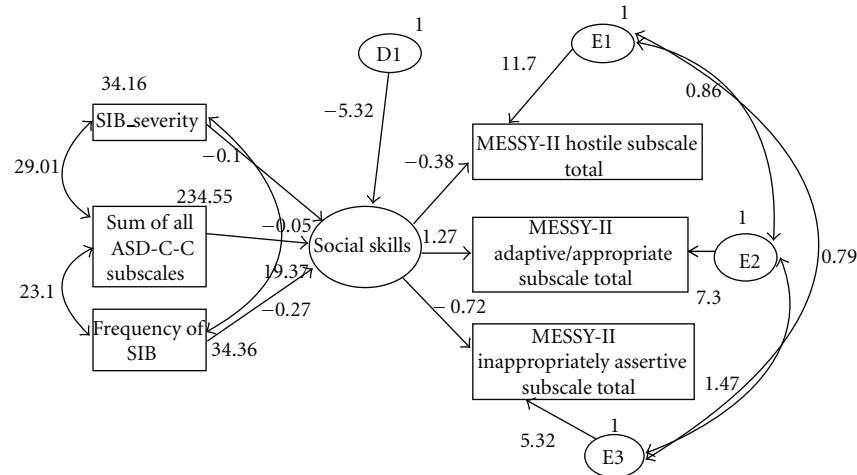 1
1
D1
E1
34.16
11.7
SIB_severity
−5.32
0.86
−0.1
−0.38
MESSY-II hostile subscale
total
29.01
234.55
Sum of all
ASD-C-C
subscales
−0.05
Social skills
1.27
MESSY-II
adaptive/appropriate
subscale total
1
E2
0.79
19.37
23.1
−0.27
−0.72
7.3
Frequency of
SIB
34.36
MESSY-II
inappropriately assertive
subscale total
1.47
5.32
1
E3